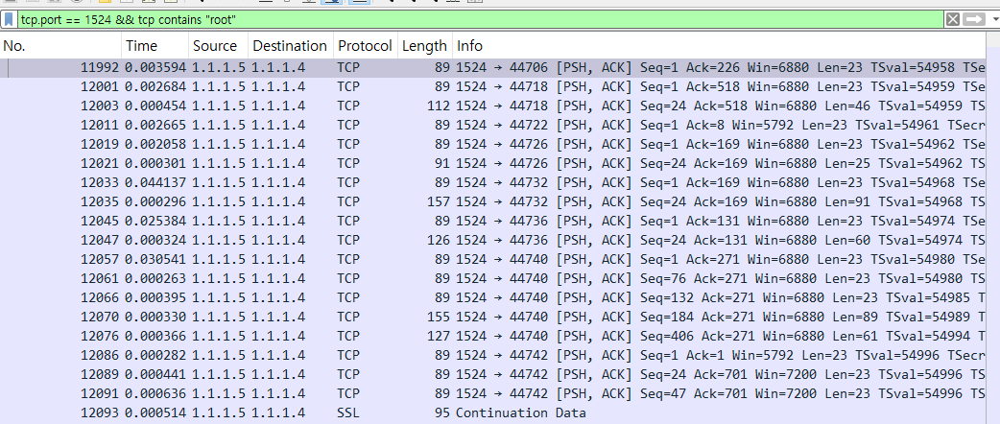 tcp.port == 1524 && tcp contains "root"
No. Time Source Destination Protocol Length Info
11992 0.003594 1.1.1.5 1.1.1.4 TCP 89 1524 → 44706 [PSH, ACK] Seq=1 Ack=226 Win=6880 Len=23 TSval=54958 TSe
12001 0.002684 1.1.1.5 1.1.1.4 TCP 89 1524 → 44718 [PSH, ACK] Seq=1 Ack=518 Win=6880 Len=23 TSval=54959 TSe
12003 0.000454 1.1.1.5 1.1.1.4 TCP 112 1524 → 44718 [PSH, ACK] Seq=24 Ack=518 Win=6880 Len=46 TSval=54959 TS
12011 0.002665 1.1.1.5 1.1.1.4 TCP 89 1524 → 44722 [PSH, ACK] Seq=1 Ack=8 Win=5792 Len=23 TSval=54961 TSecr
12019 0.002058 1.1.1.5 1.1.1.4 TCP 89 1524 → 44726 [PSH, ACK] Seq=1 Ack=169 Win=6880 Len=23 TSval=54962 TSe
12021 0.000301 1.1.1.5 1.1.1.4 TCP 91 1524 → 44726 [PSH, ACK] Seq=24 Ack=169 Win=6880 Len=25 TSval=54962 TS
12033 0.044137 1.1.1.5 1.1.1.4 TCP 89 1524 → 44732 [PSH, ACK] Seq=1 Ack=169 Win=6880 Len=23 TSval=54968 TSe
12035 0.000296 1.1.1.5 1.1.1.4 TCP 157 1524 → 44732 [PSH, ACK] Seq=24 Ack=169 Win=6880 Len=91 TSval=54968 TS
12045 0.025384 1.1.1.5 1.1.1.4 TCP 89 1524 → 44736 [PSH, ACK] Seq=1 Ack=131 Win=6880 Len=23 TSval=54974 TSe
12047 0.000324 1.1.1.5 1.1.1.4 TCP 126 1524 → 44736 [PSH, ACK] Seq=24 Ack=131 Win=6880 Len=60 TSval=54974 TS
12057 0.030541 1.1.1.5 1.1.1.4 TCP 89 1524 → 44740 [PSH, ACK] Seq=1 Ack=271 Win=6880 Len=23 TSval=54980 TSe
12061 0.000263 1.1.1.5 1.1.1.4 TCP 89 1524 → 44740 [PSH, ACK] Seq=76 Ack=271 Win=6880 Len=23 TSval=54980 TS
12066 0.000395 1.1.1.5 1.1.1.4 TCP 89 1524 → 44740 [PSH, ACK] Seq=132 Ack=271 Win=6880 Len=23 TSval=54985 T
12070 0.000330 1.1.1.5 1.1.1.4 TCP 155 1524 → 44740 [PSH, ACK] Seq=184 Ack=271 Win=6880 Len=89 TSval=54989 T
12076 0.000366 1.1.1.5 1.1.1.4 TCP 127 1524 → 44740 [PSH, ACK] Seq=406 Ack=271 Win=6880 Len=61 TSval=54994 T
12086 0.000282 1.1.1.5 1.1.1.4 TCP 89 1524 → 44742 [PSH, ACK] Seq=1 Ack=1 Win=5792 Len=23 TSval=54996 TSecr
12089 0.000441 1.1.1.5 1.1.1.4 TCP 89 1524 → 44742 [PSH, ACK] Seq=24 Ack=701 Win=7200 Len=23 TSval=54996 TS
12091 0.000636 1.1.1.5 1.1.1.4 TCP 89 1524 → 44742 [PSH, ACK] Seq=47 Ack=701 Win=7200 Len=23 TSval=54996 TS
12093 0.000514 1.1.1.5 1.1.1.4 SSL 95 Continuation Data